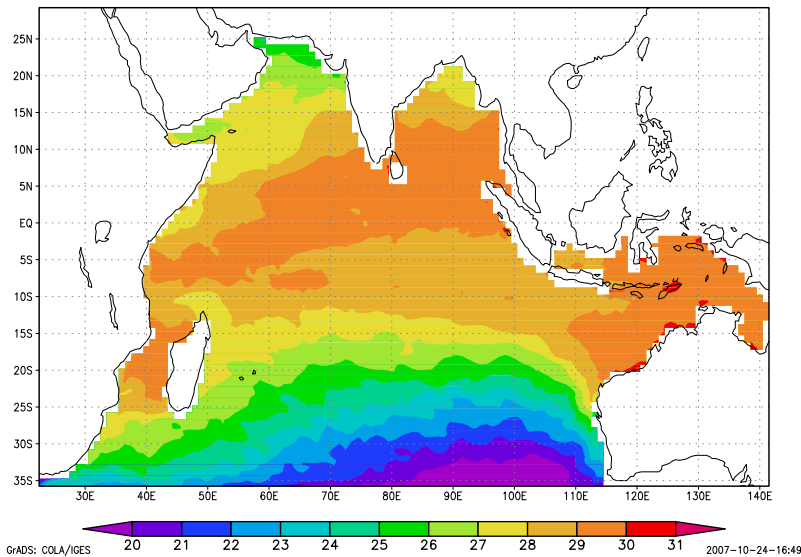 25N
20N
15N
10N
5N
EQ
5S
10S
15S
20S
25S
30S
35S
30E 40E 50E 60E 70E 80E 90E 100E 110E 120E 130E 140E
20 21 22 23 24 25 26 27 28 29 30 31
GrADS: COLA/IGES 2007-10-24-16:49